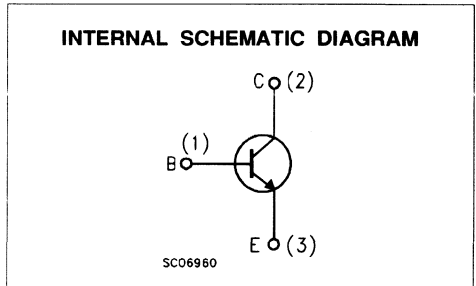 INTERNAL SCHEMATIC DIAGRAM
C (2)
(1)
B
E (3)
SC06960